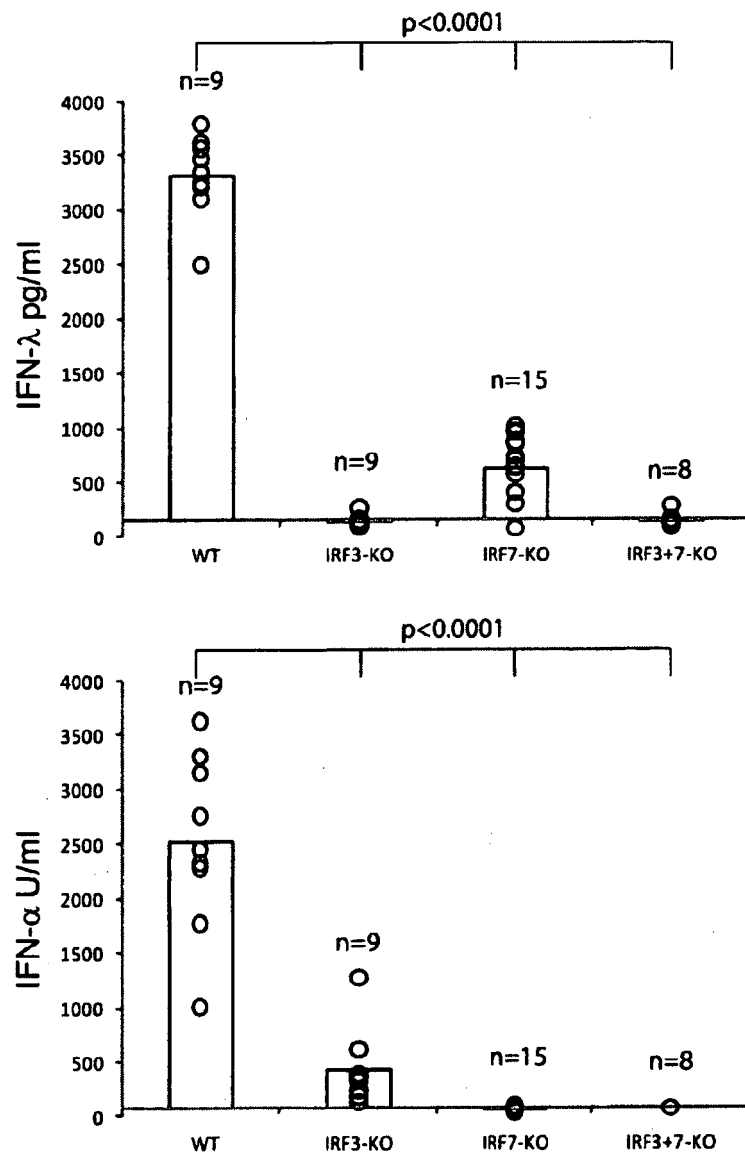 p<0.0001
n=9
4000
3500
3000
2500
2000
1500
1000
500
0
IFN-λ pg/ml
n=9
n=15
n=8
WT
IRF3-KO
IRF7-KO
IRF3+7-KO
p<0.0001
n=9
4000
3500
3000
2500
2000
1500
1000
500
0
IFN-α U/ml
n=9
n=15
n=8
WT
IRF3-KO
IRF7-KO
IRF3+7-KO